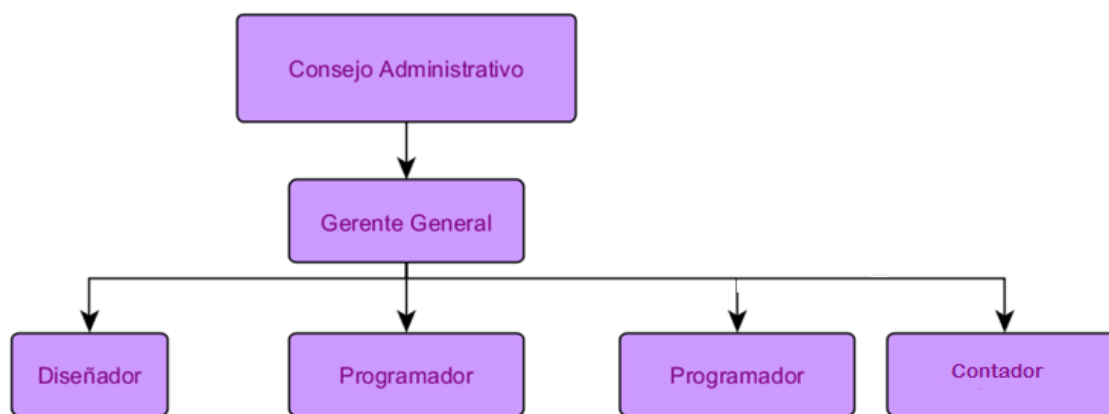 Consejo Administrativo
Gerente General
Diseñador
Programador
Programador
Contador